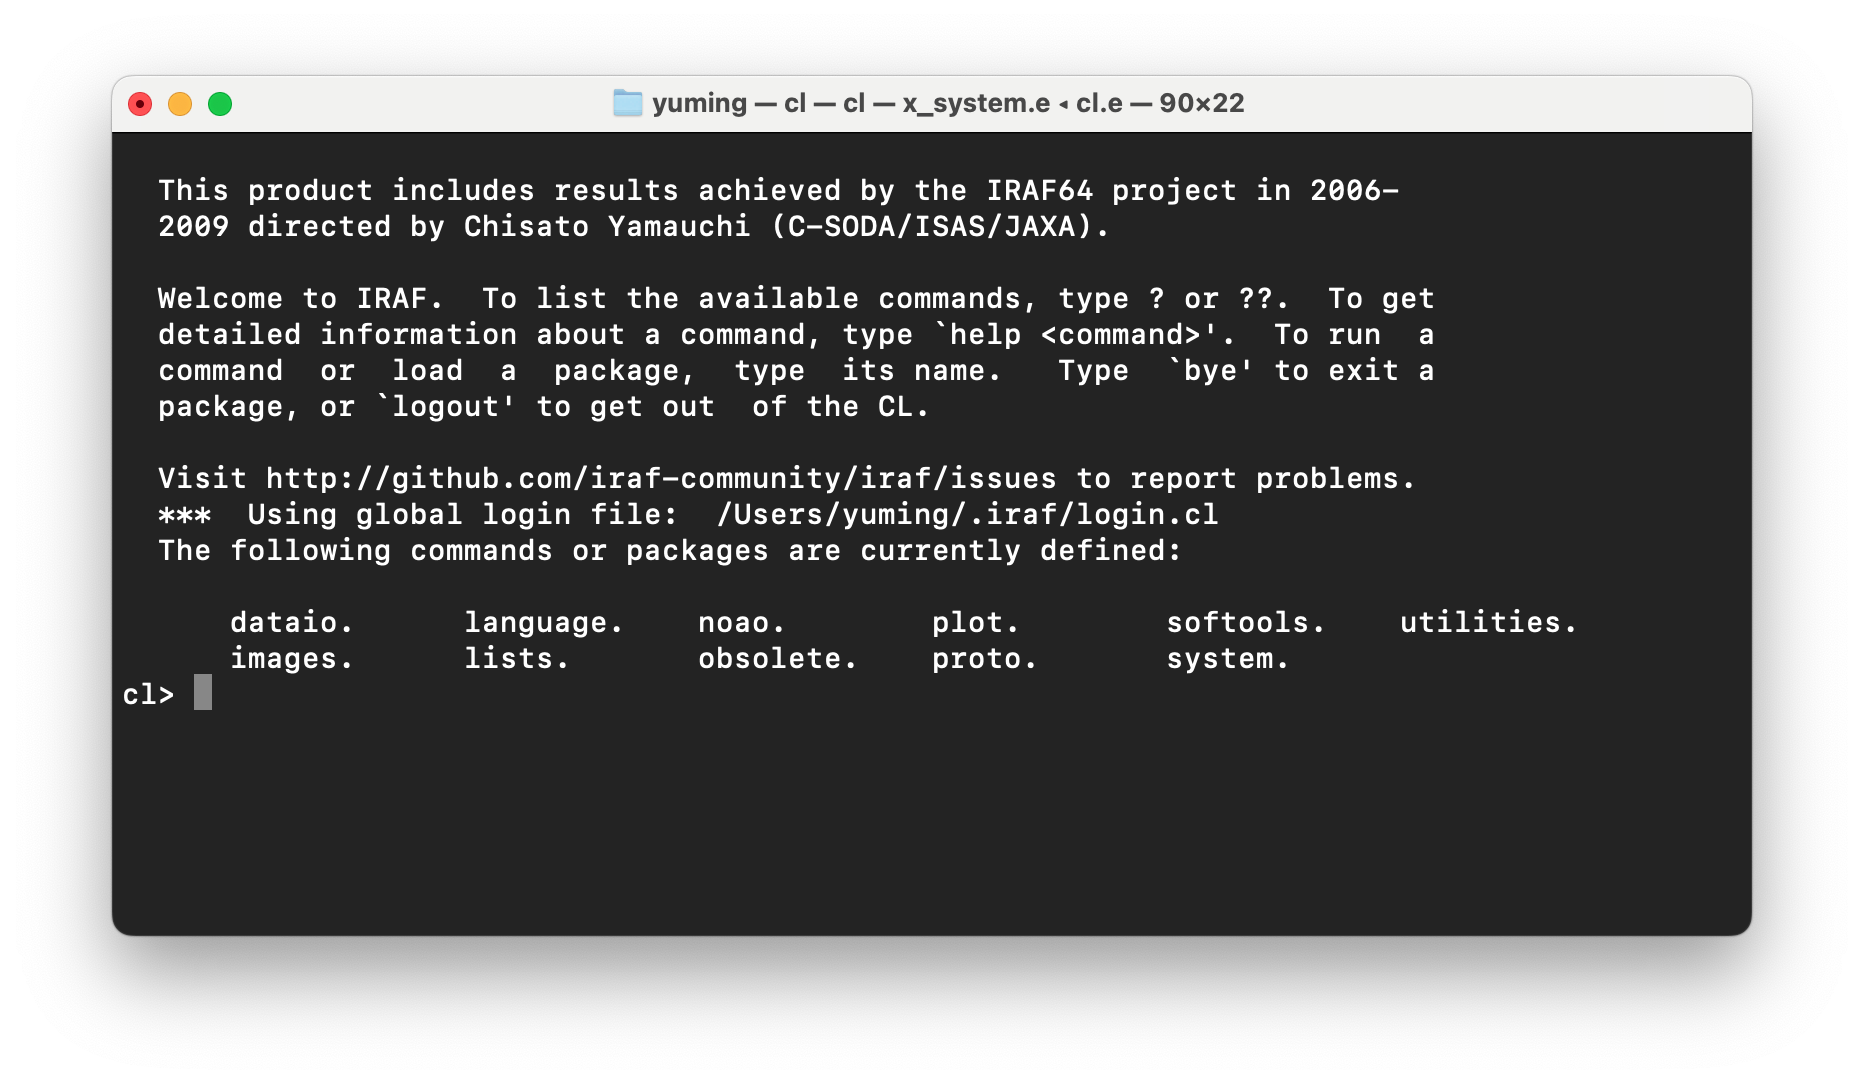 yuming — cl — cl — x_system.e ◂ cl.e — 90×22
This product includes results achieved by the IRAF64 project in 2006-
2009 directed by Chisato Yamauchi (C-SODA/ISAS/JAXA).
Welcome to IRAF.  To list the available commands, type ? or ??.  To get
detailed information about a command, type `help <command>'.  To run  a
command  or  load  a  package,  type  its name.   Type  `bye' to exit a
package, or `logout' to get out  of the CL.
Visit http://github.com/iraf-community/iraf/issues to report problems.
***  Using global login file:  /Users/yuming/.iraf/login.cl
The following commands or packages are currently defined:
dataio.      language.    noao.        plot.        softools.    utilities.
images.      lists.       obsolete.    proto.       system.
cl>